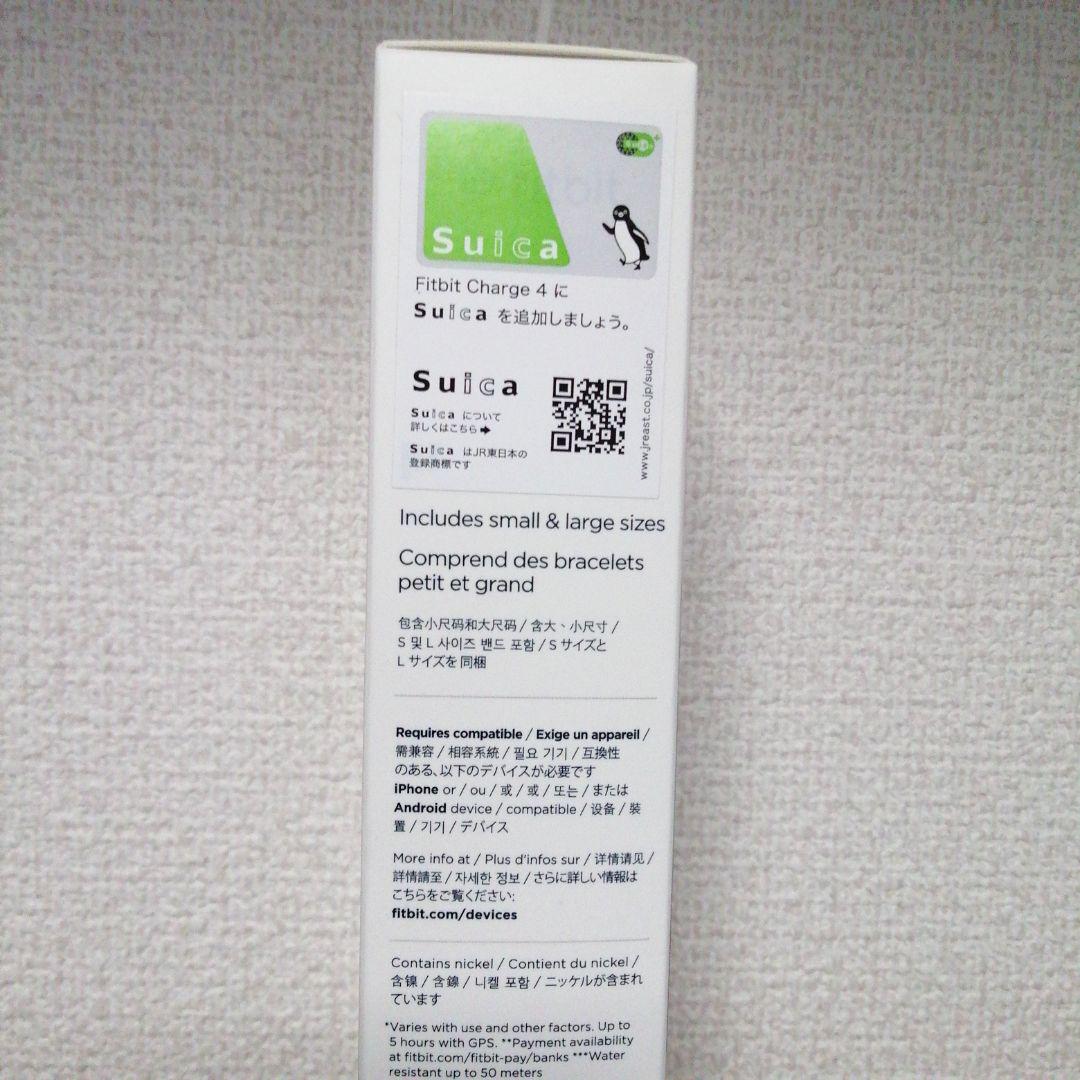 Suica
Fitbit Charge 4 に
Suica を追加しましょう。
Suica
Suica について
詳しくはこちら➡
Suica はJR東日本の
登録商標です
www.jreast.co.jp/suica/
Includes small & large sizes
Comprend des bracelets
petit et grand
包含小尺码和大尺码 / 含大、小尺寸 /
S 및 L 사이즈 밴드 포함 / S サイズと
L サイズを同梱
Requires compatible / Exige un appareil /
需兼容 / 相容系統 / 필요 기기 / 互換性
のある、以下のデバイスが必要です
iPhone or / ou / 或 / 或 / 또는 / または
Android device / compatible / 设备 / 裝
置 / 기기 / デバイス
More info at / Plus d'infos sur / 详情请见 /
詳情請至 / 자세한 정보 / さらに詳しい情報は
こちらをご覧ください:
fitbit.com/devices
Contains nickel / Contient du nickel /
含镍 / 含鎳 / 니켈 포함 / ニッケルが含まれ
ています
*Varies with use and other factors. Up to
5 hours with GPS. **Payment availability
at fitbit.com/fitbit-pay/banks ***Water
resistant up to 50 meters